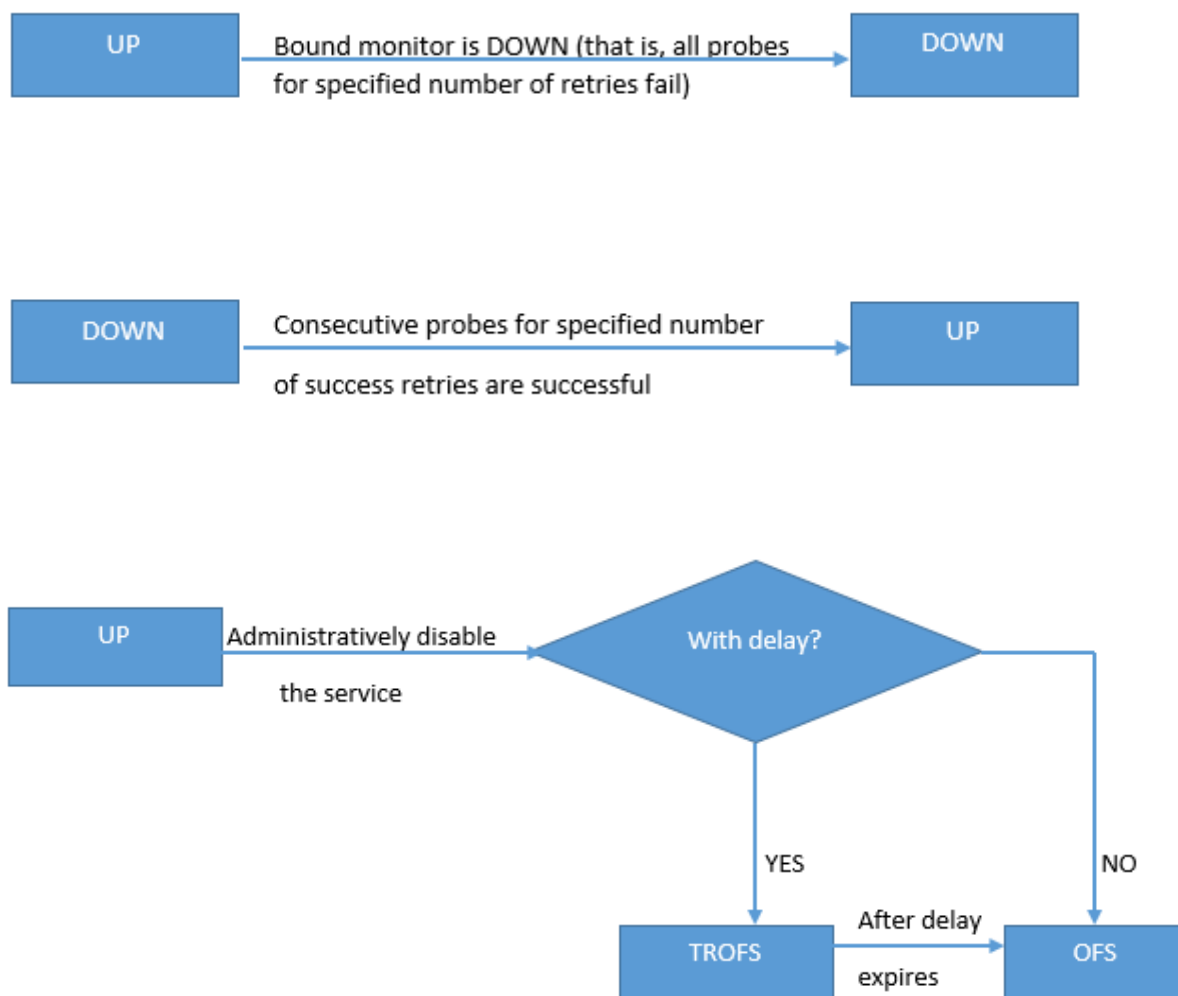 UP
Bound monitor is DOWN (that is, all probes
for specified number of retries fail)
DOWN
DOWN
Consecutive probes for specified number
of success retries are successful
UP
UP
Administratively disable
the service
With delay?
YES
NO
TROFS
After delay
expires
OFS